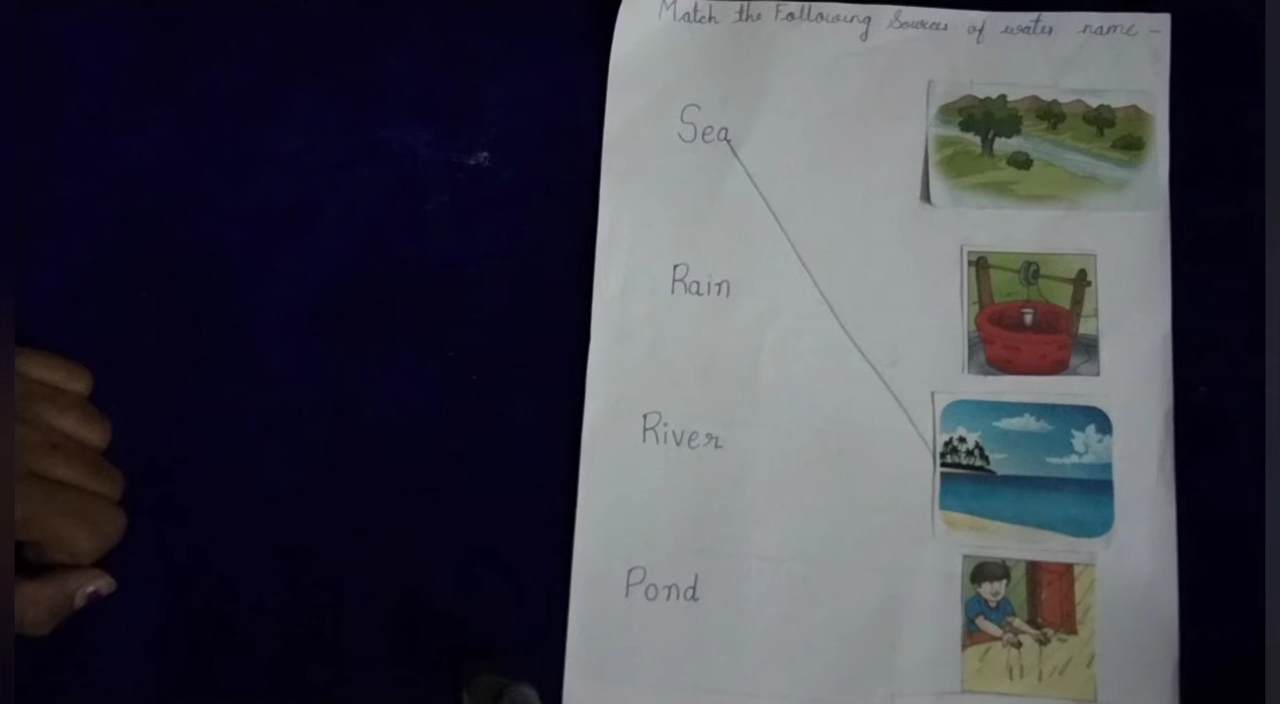 Match the Following Sources of water name -
Sea
Rain
River
Pond